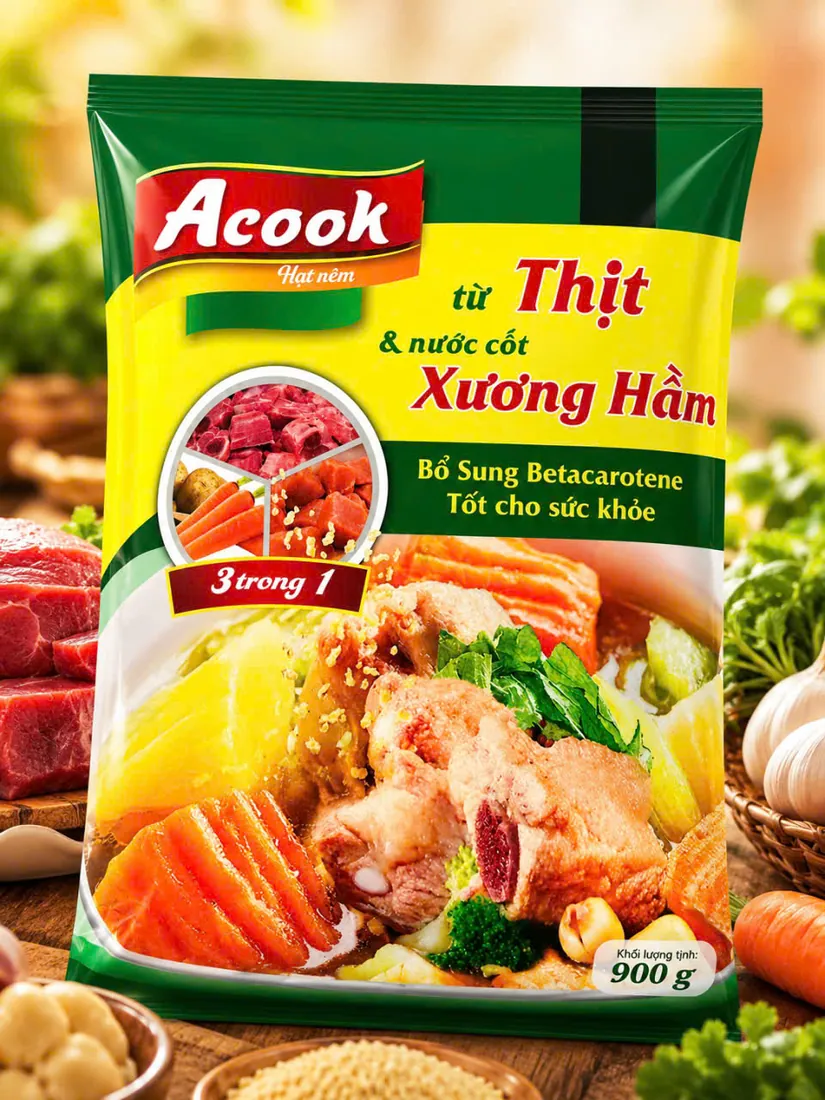 Acook
Hạt nêm
từ Thịt
& nước cốt
Xương Hầm
Bổ Sung Betacarotene
Tốt cho sức khỏe
3 trong 1
Khối lượng tịnh:
900 g